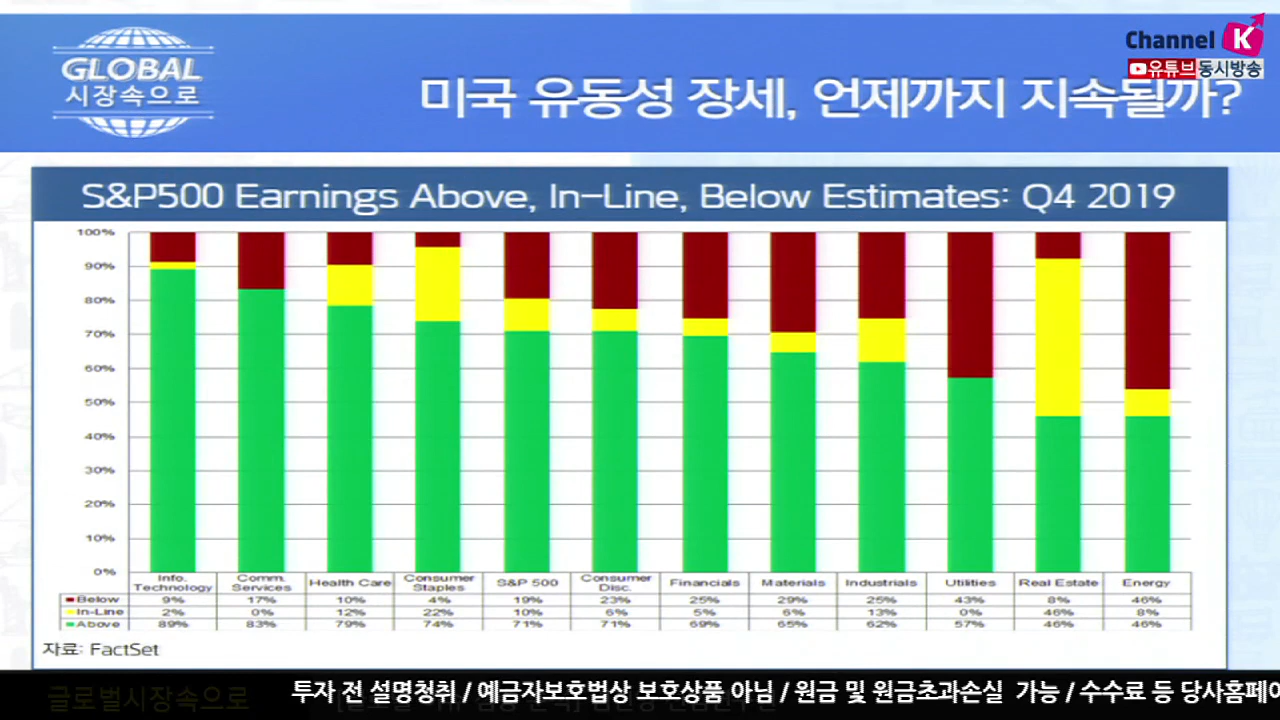 GLOBAL
시장속으로
Channel K
유튜브 동시방송
미국 유동성 장세, 언제까지 지속될까?
S&P500 Earnings Above, In-Line, Below Estimates: Q4 2019
100%
90%
80%
70%
60%
50%
40%
30%
20%
10%
0%
Info. Technology Comm. Services Health Care Consumer Staples S&P 500 Consumer Disc. Financials Materials Industrials Utilities Real Estate Energy
Below 9% 17% 10% 4% 19% 23% 25% 29% 25% 43% 8% 46%
In-Line 2% 0% 12% 22% 10% 6% 5% 6% 13% 0% 46% 8%
Above 89% 83% 79% 74% 71% 71% 69% 65% 62% 57% 46% 46%
자료: FactSet
글로벌시장속으로
투자 전 설명청취 / 예금자보호법상 보호상품 아님 / 원금 및 원금초과손실 가능 / 수수료 등 당사홈페이